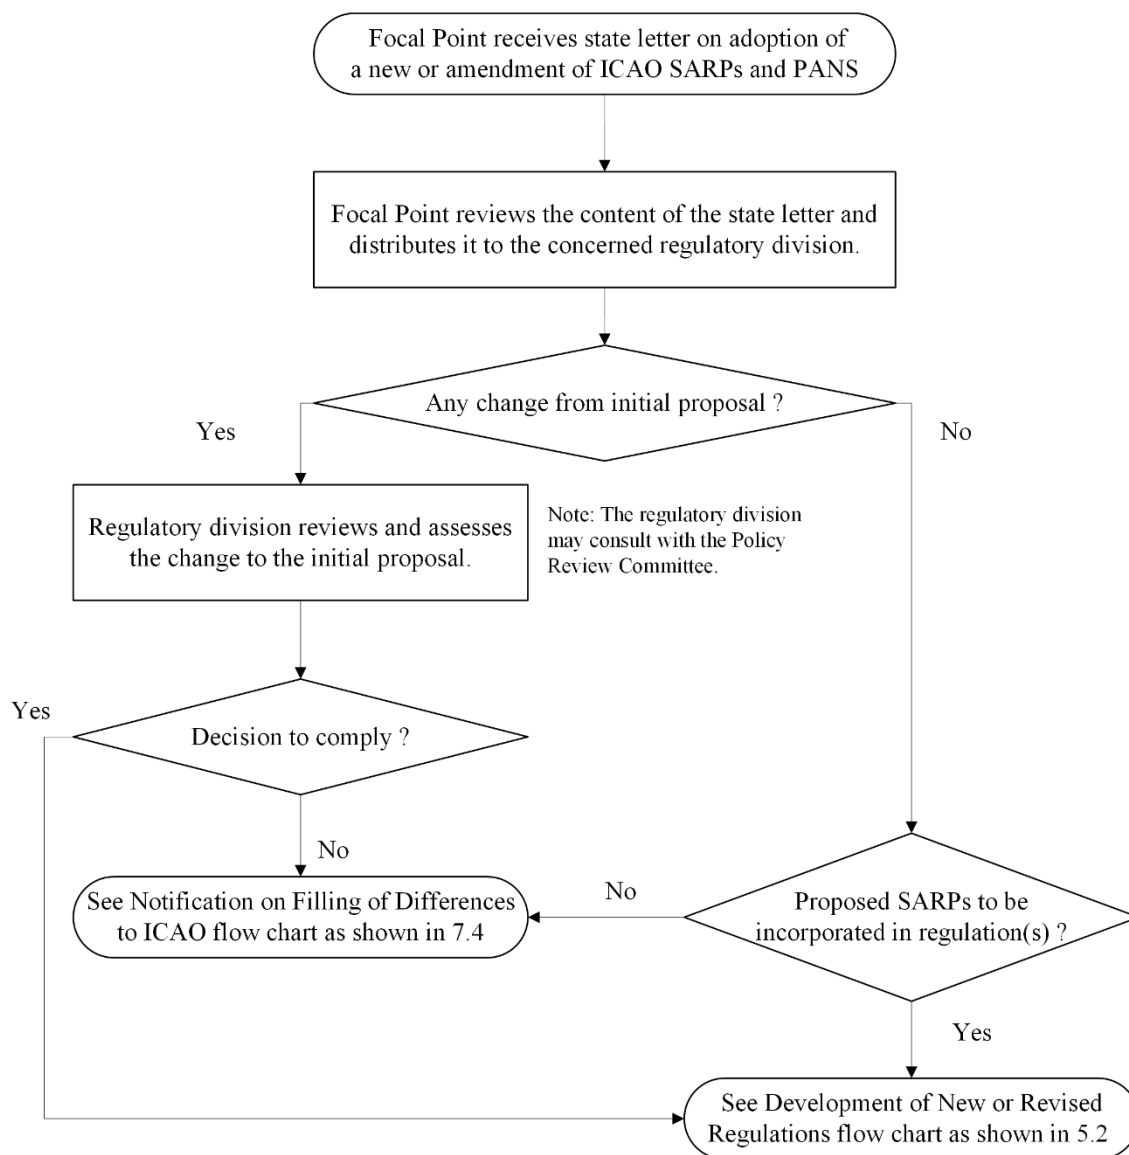 Focal Point receives state letter on adoption of
a new or amendment of ICAO SARPs and PANS
Focal Point reviews the content of the state letter and
distributes it to the concerned regulatory division.
Any change from initial proposal ?
Yes
No
Regulatory division reviews and assesses
the change to the initial proposal.
Note: The regulatory division
may consult with the Policy
Review Committee.
Yes
Decision to comply ?
No
See Notification on Filling of Differences
to ICAO flow chart as shown in 7.4
No
Proposed SARPs to be
incorporated in regulation(s) ?
Yes
See Development of New or Revised
Regulations flow chart as shown in 5.2